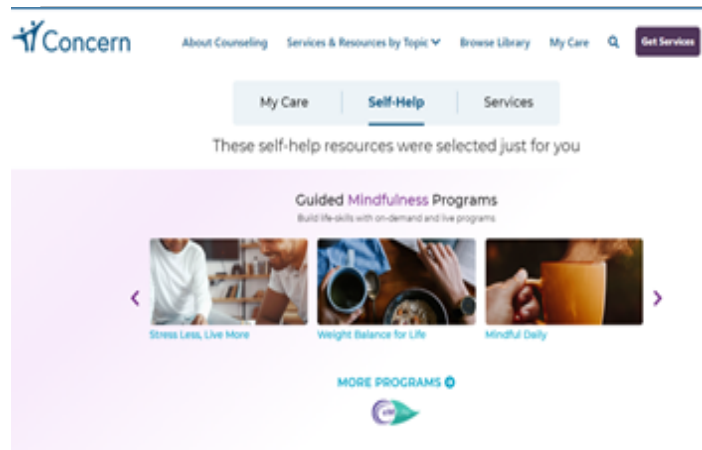 Concern
About Counseling Services & Resources by Topic Browse Library My Care Get Services
My Care Self-Help Services
These self-help resources were selected just for you
Guided Mindfulness Programs
Build life-skills with on-demand and live programs
Stress Less, Live More Weight Balance for Life Mindful Daily
MORE PROGRAMS